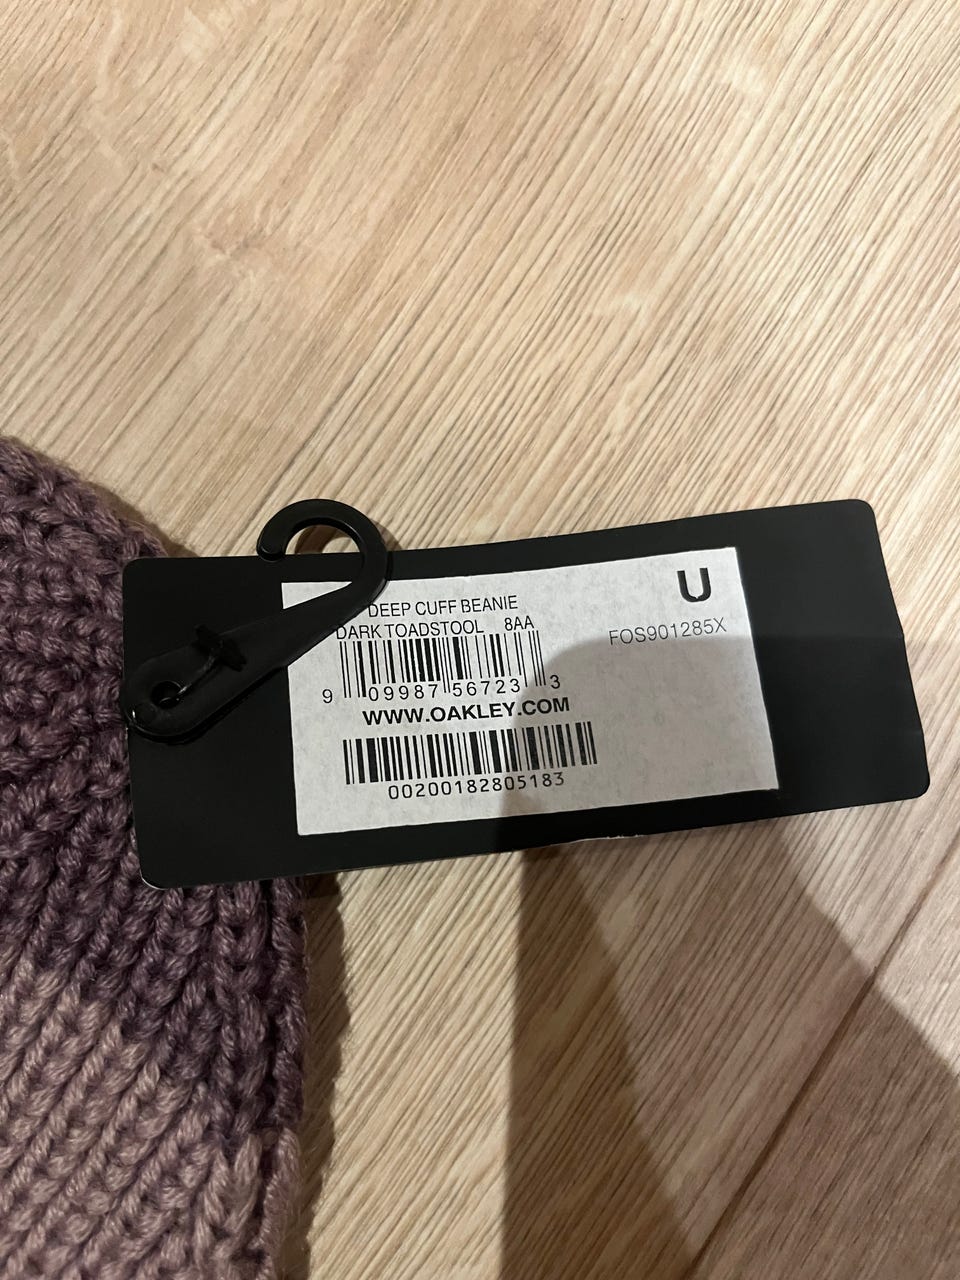 U
DEEP CUFF BEANIE
DARK TOADSTOOL 8AA
FOS901285X
9 09987 56723 3
WWW.OAKLEY.COM
00200182805183